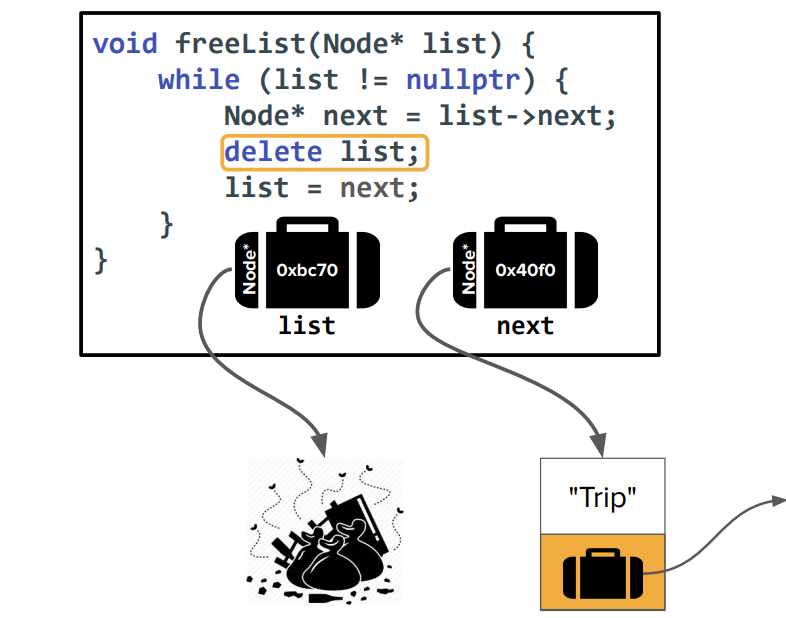 void freeList(Node* list) {
    while (list != nullptr) {
        Node* next = list->next;
        delete list;
        list = next;
    }
}
Node* 0xbc70
list
Node* 0x40f0
next
"Trip"